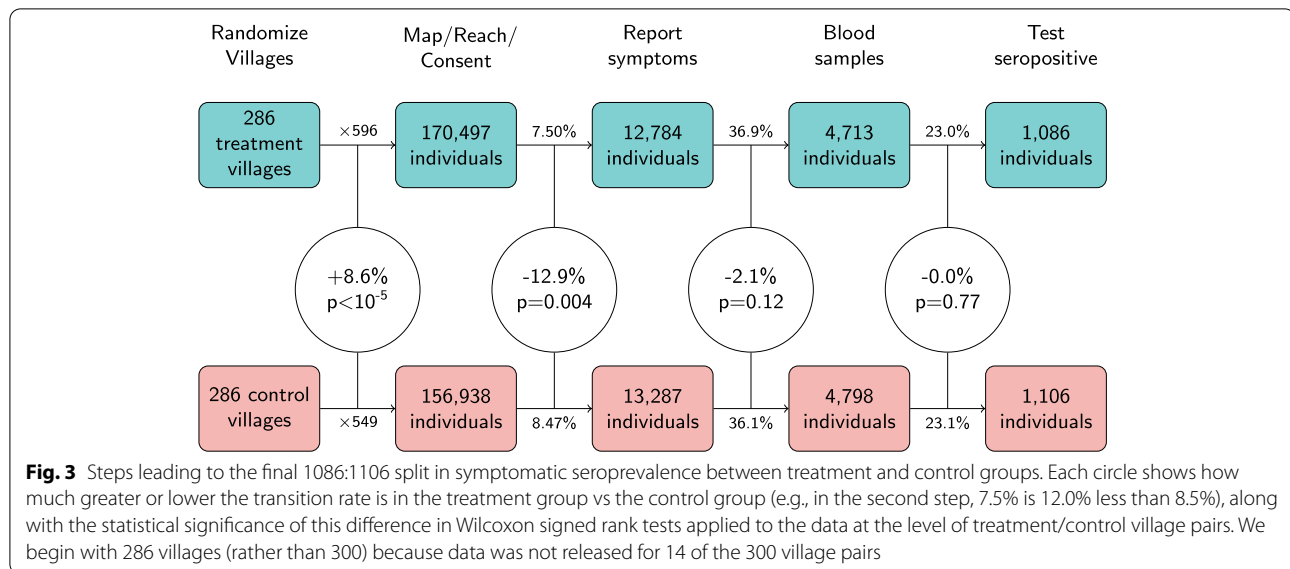 Randomize
Villages
Map/Reach/
Consent
Report
symptoms
Blood
samples
Test
seropositive
286
treatment
villages
×596
170,497
individuals
7.50%
12,784
individuals
36.9%
4,713
individuals
23.0%
1,086
individuals
+8.6%
p<10⁻⁵
-12.9%
p=0.004
-2.1%
p=0.12
-0.0%
p=0.77
286 control
villages
×549
156,938
individuals
8.47%
13,287
individuals
36.1%
4,798
individuals
23.1%
1,106
individuals
Fig. 3 Steps leading to the final 1086:1106 split in symptomatic seroprevalence between treatment and control groups. Each circle shows how
much greater or lower the transition rate is in the treatment group vs the control group (e.g., in the second step, 7.5% is 12.0% less than 8.5%), along
with the statistical significance of this difference in Wilcoxon signed rank tests applied to the data at the level of treatment/control village pairs. We
begin with 286 villages (rather than 300) because data was not released for 14 of the 300 village pairs